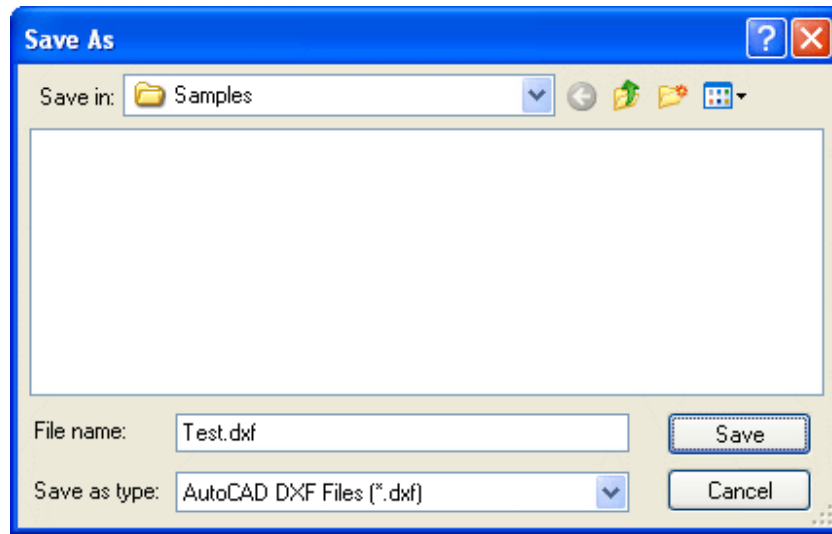 Save As
Save in: Samples
File name: Test.dxf Save
Save as type: AutoCAD DXF Files (*.dxf) Cancel